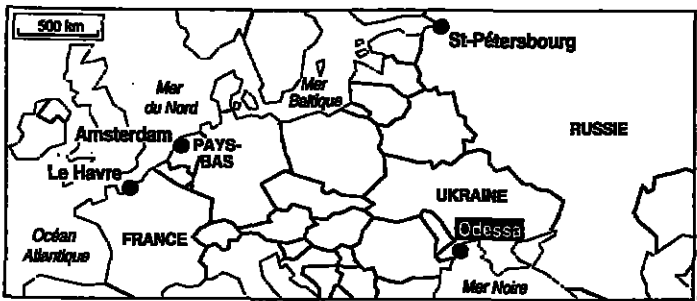 500 km
St-Pétersbourg
Mer
du Nord
Mer
Baltique
RUSSIE
Amsterdam
PAYS-
BAS
Le Havre
UKRAINE
Odessa
Océan
Atlantique
FRANCE
Mer Noire